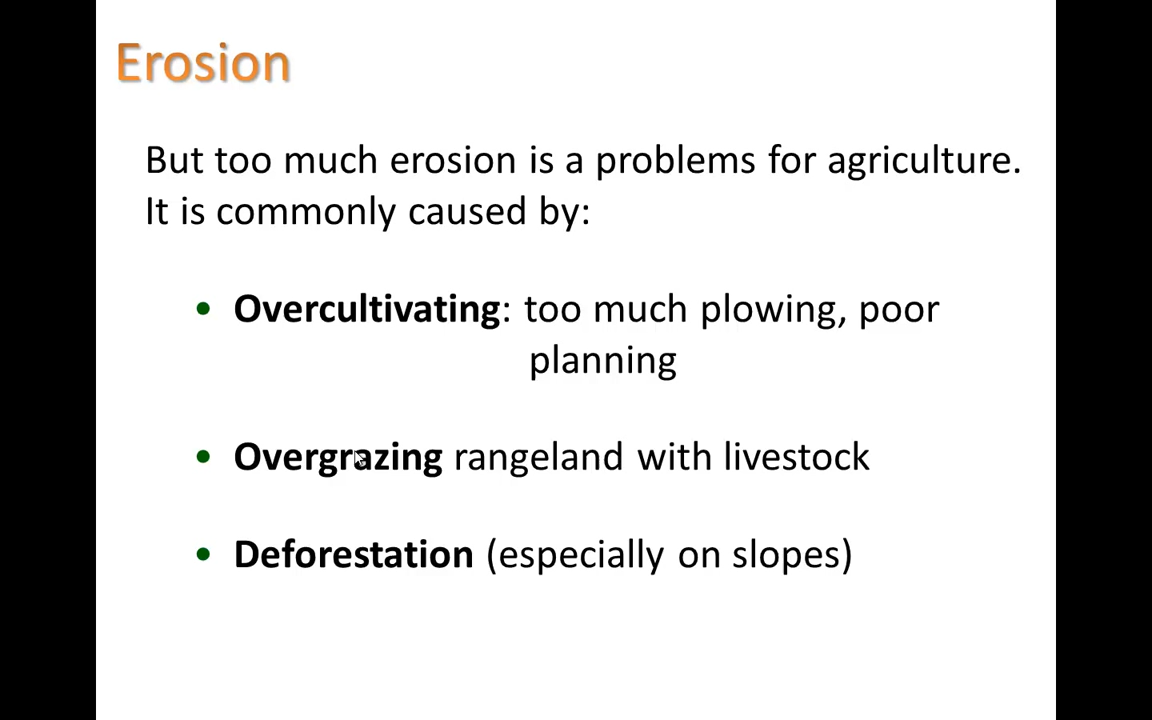 Erosion
But too much erosion is a problems for agriculture.
It is commonly caused by:
• Overcultivating: too much plowing, poor
planning
• Overgrazing rangeland with livestock
• Deforestation (especially on slopes)